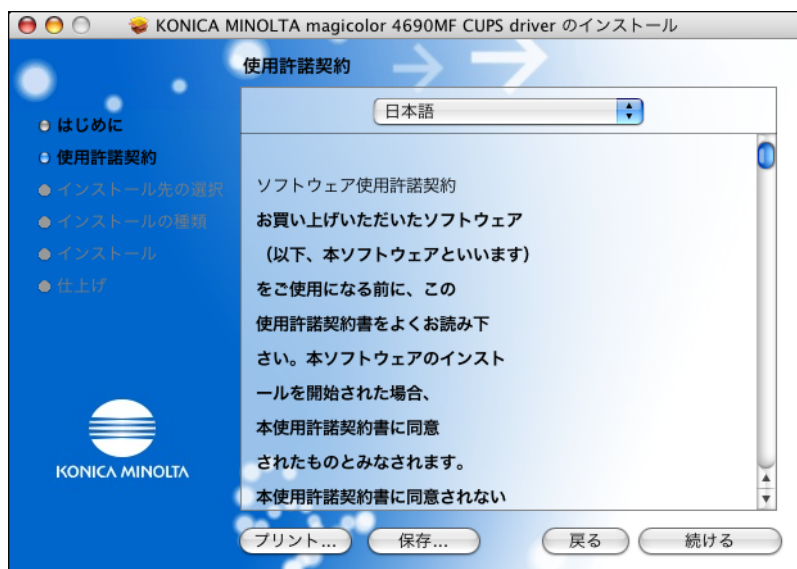 KONICA MINOLTA magicolor 4690MF CUPS driver のインストール
使用許諾契約
日本語
はじめに
使用許諾契約
インストール先の選択
インストールの種類
インストール
仕上げ
ソフトウェア使用許諾契約
お買い上げいただいたソフトウェア
（以下、本ソフトウェアといいます）
をご使用になる前に、この
使用許諾契約書をよくお読み下
さい。本ソフトウェアのインスト
ールを開始された場合、
本使用許諾契約書に同意
されたものとみなされます。
本使用許諾契約書に同意されない
KONICA MINOLTA
プリント...
保存...
戻る
続ける